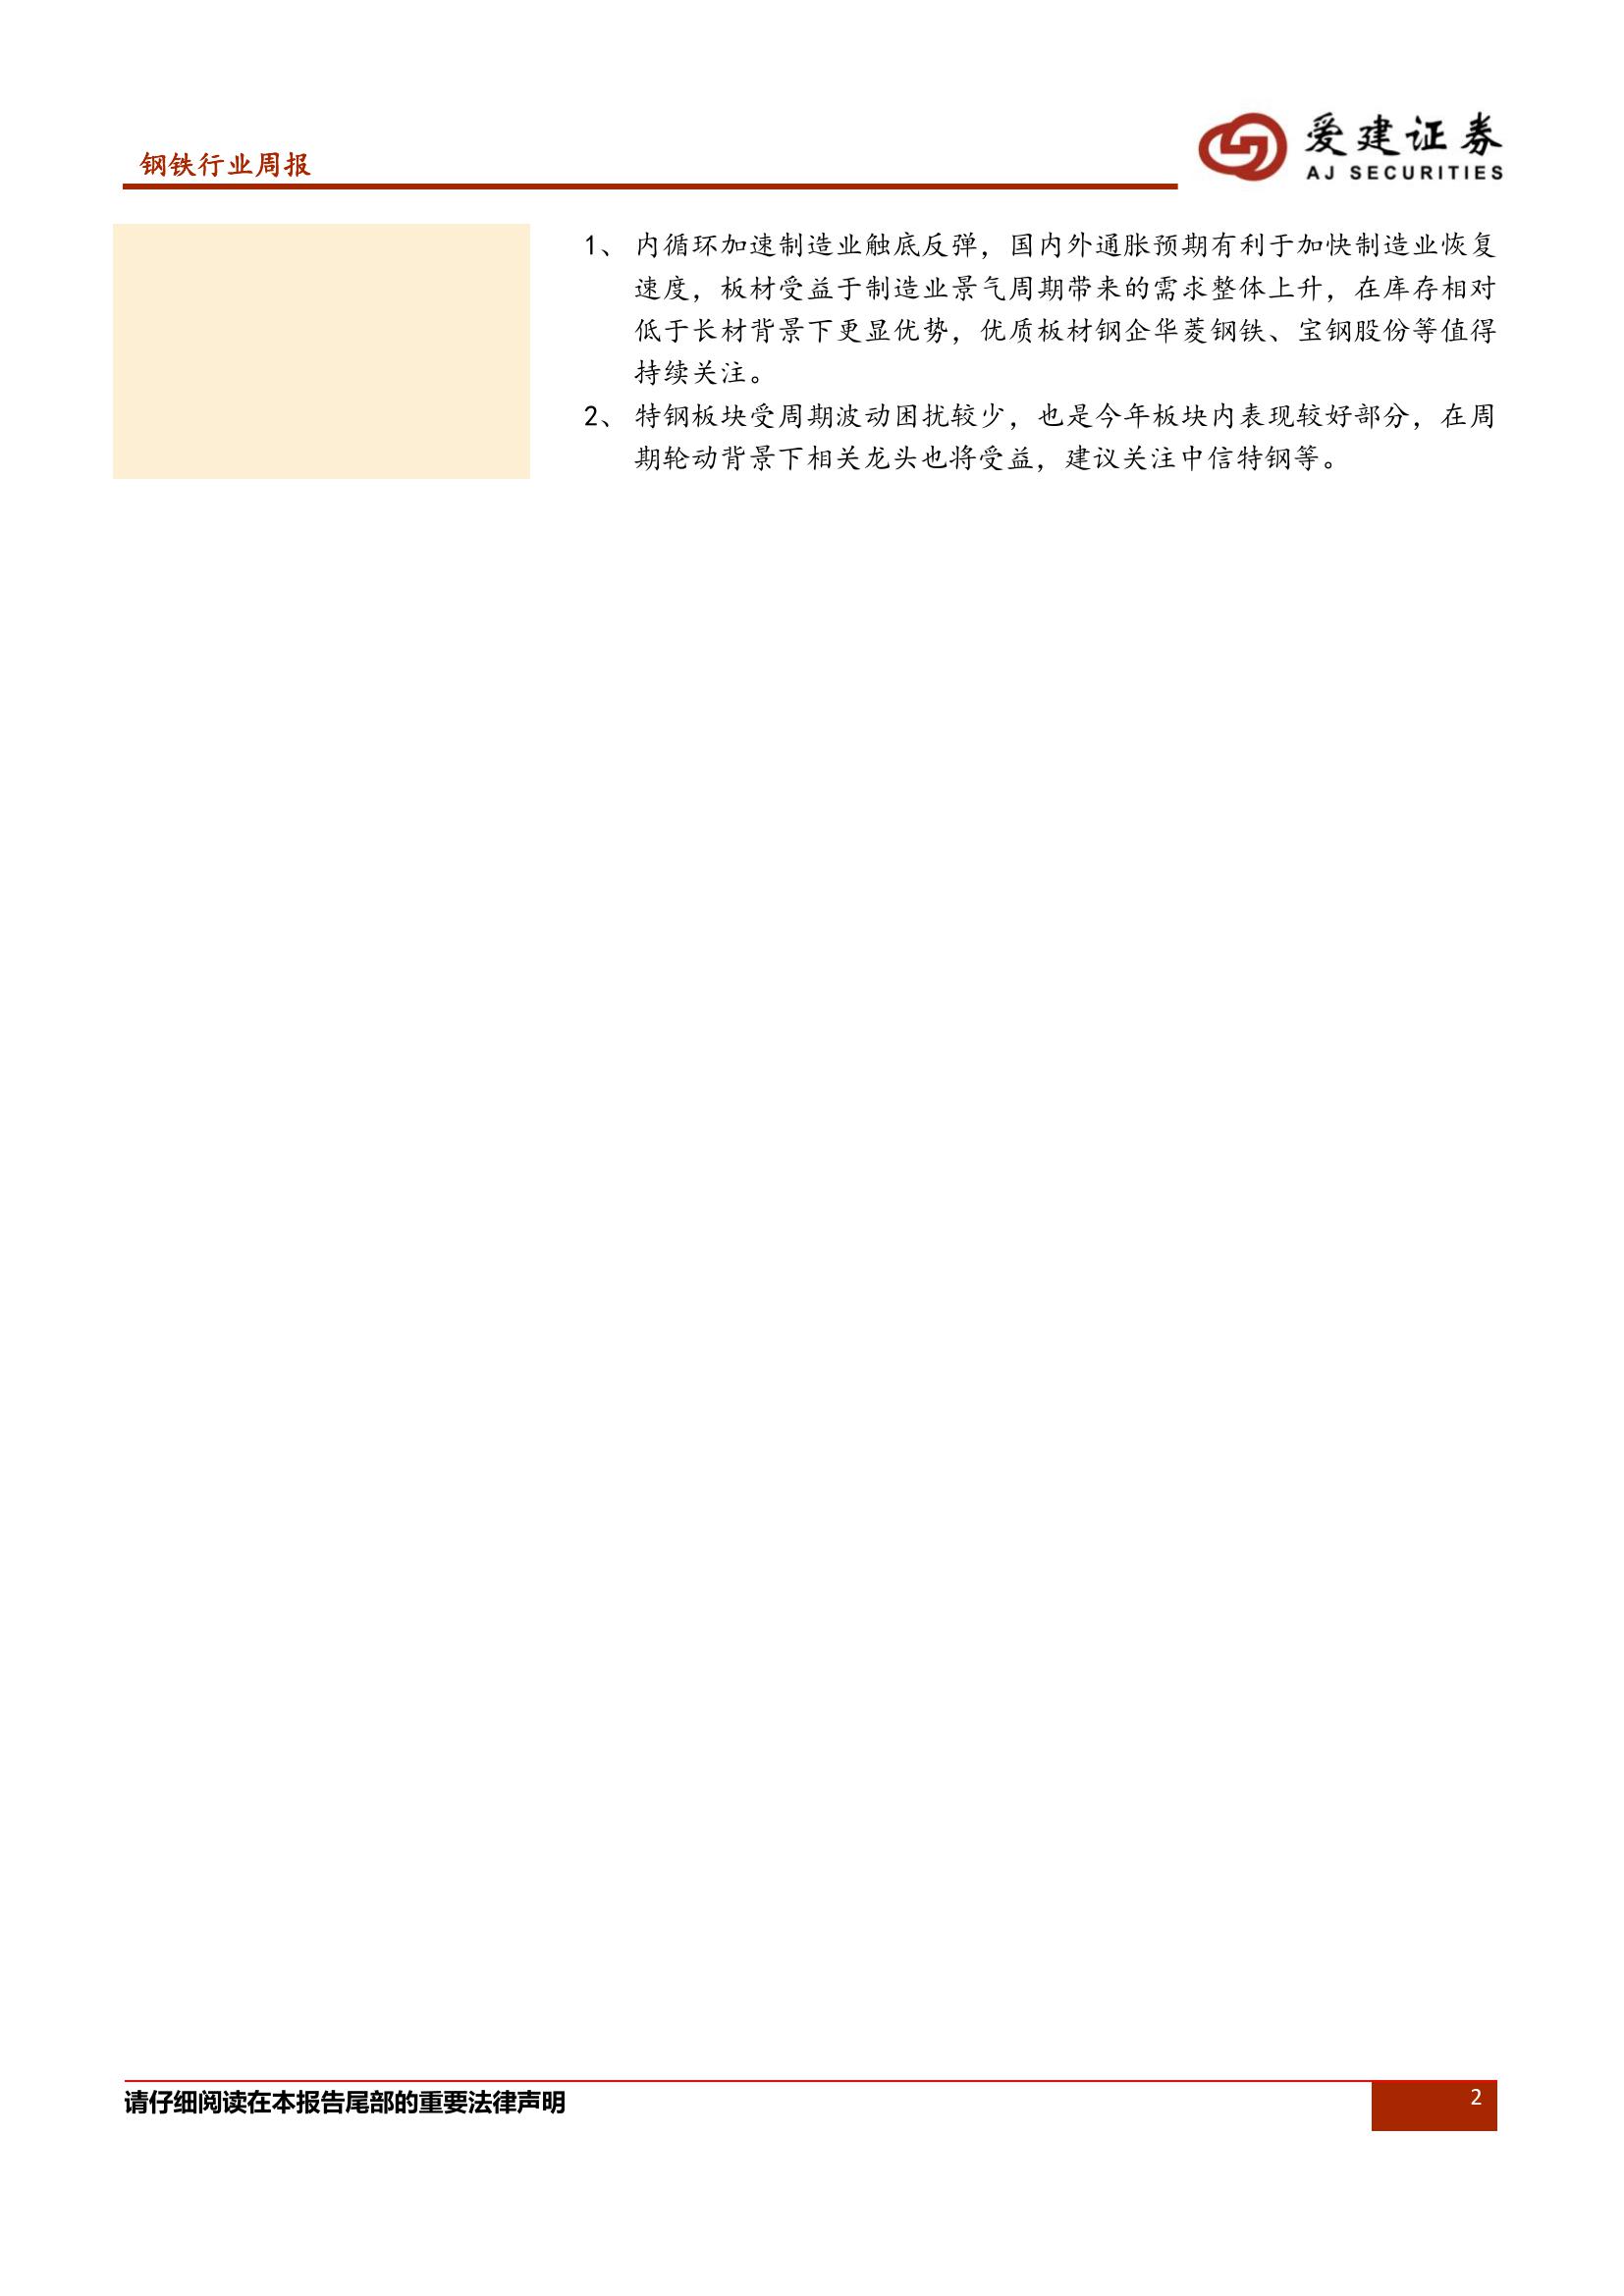 钢铁行业周报
爱建证券
AJ SECURITIES
1、 内循环加速制造业触底反弹，国内外通胀预期有利于加快制造业恢复
速度，板材受益于制造业景气周期带来的需求整体上升，在库存相对
低于长材背景下更显优势，优质板材钢企华菱钢铁、宝钢股份等值得
持续关注。
2、 特钢板块受周期波动困扰较少，也是今年板块内表现较好部分，在周
期轮动背景下相关龙头也将受益，建议关注中信特钢等。
请仔细阅读在本报告尾部的重要法律声明
2